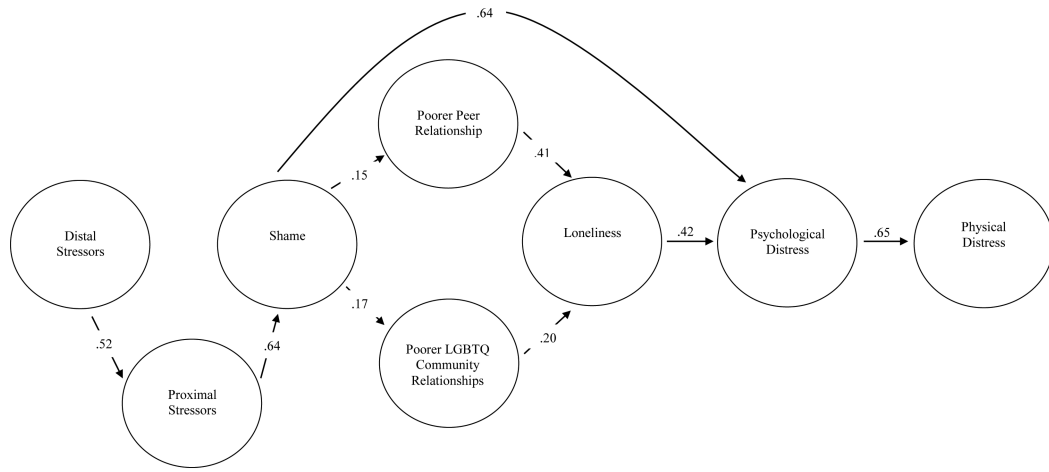 .64
Poorer Peer
Relationship
.41
.15
Distal
Stressors
Shame
Loneliness
.42
Psychological
Distress
.65
Physical
Distress
.17
.52
.64
Poorer LGBTQ
Community
Relationships
.20
Proximal
Stressors